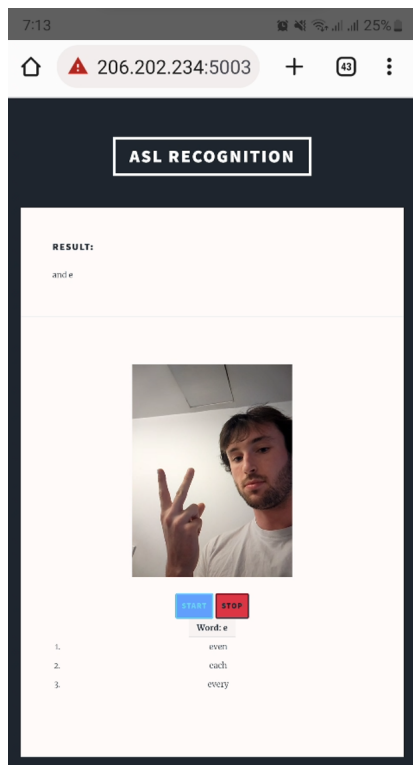 7:13 25%
206.202.234:5003 43
ASL RECOGNITION
RESULT:
and e
START STOP
Word: e
1. even
2. each
3. every